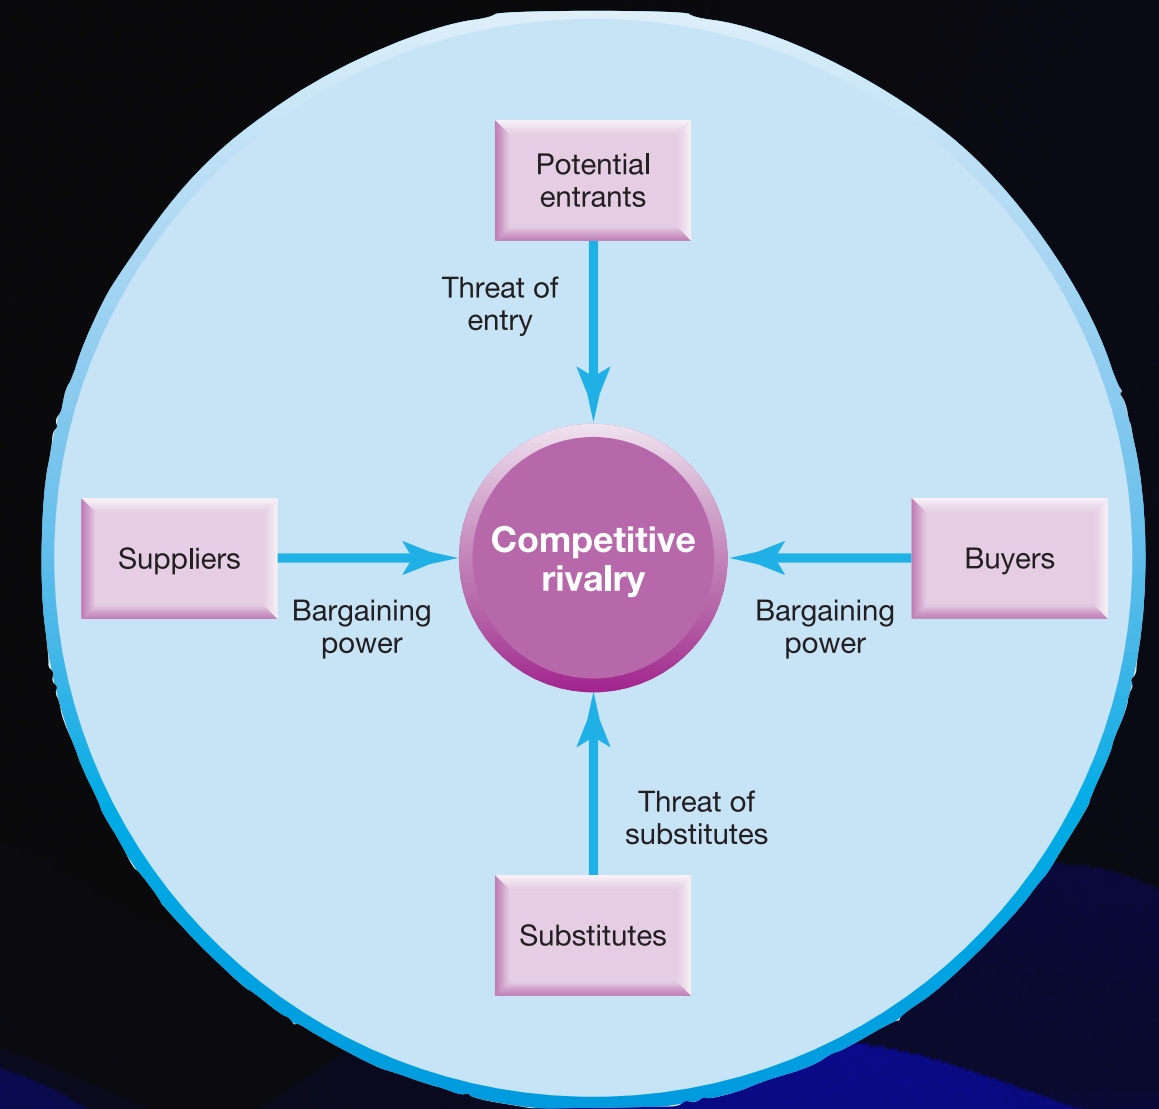 Potential
entrants
Threat of
entry
Suppliers
Bargaining
power
Competitive
rivalry
Buyers
Bargaining
power
Threat of
substitutes
Substitutes